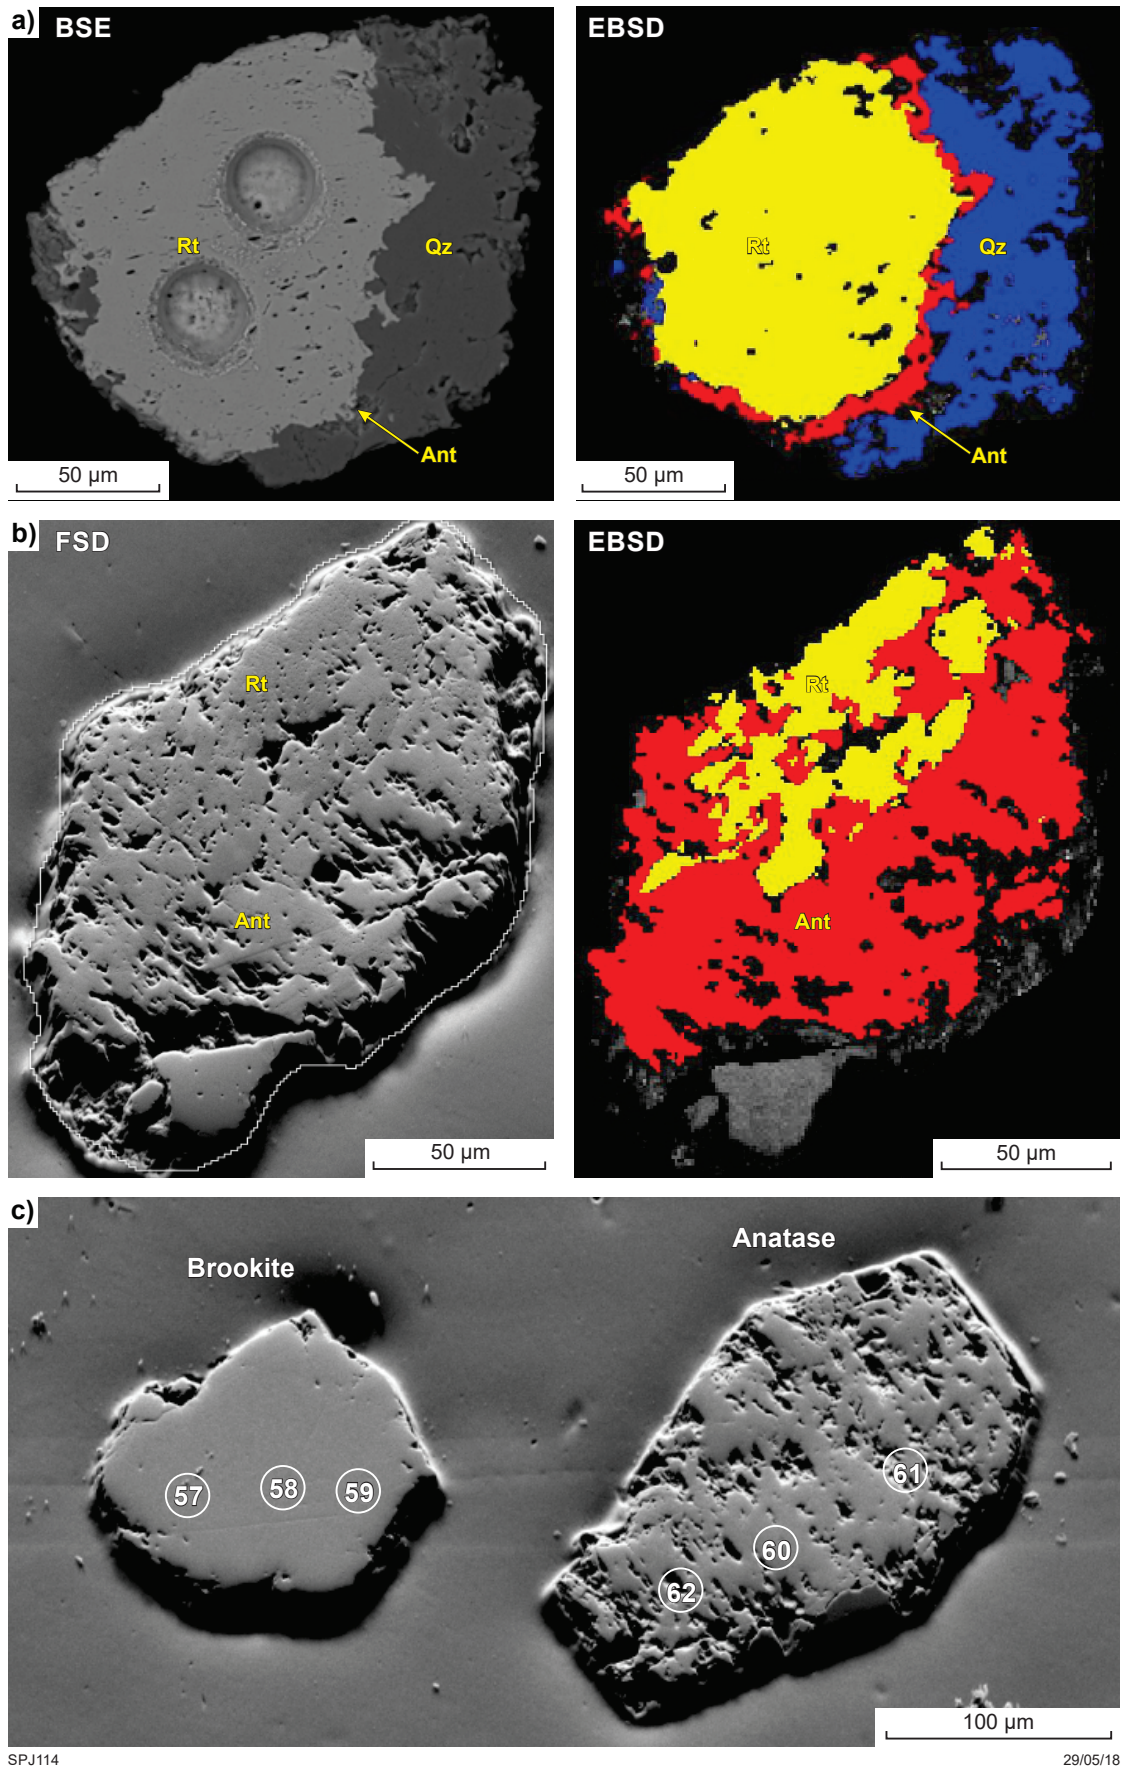 a) BSE
EBSD
Rt
Qz
Ant
50 µm
Rt
Qz
Ant
50 µm
b) FSD
EBSD
Rt
Ant
50 µm
Rt
Ant
50 µm
c)
Brookite
Anatase
57
58
59
60
61
62
100 µm
SPJ114
29/05/18